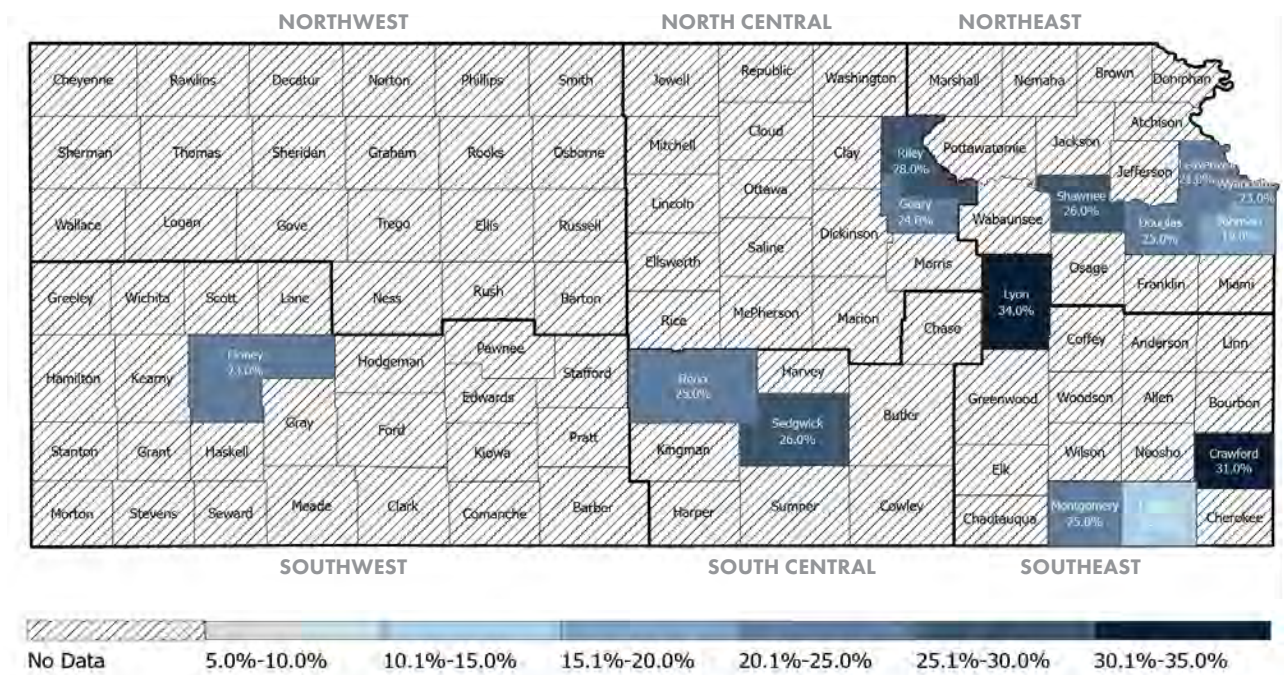 NORTHWEST NORTH CENTRAL NORTHEAST
Cheyenne Rawlins Decatur Norton Phillips Smith Jewell Republic Washington Marshall Nemaha Brown Doniphan
Sherman Thomas Sheridan Graham Rooks Osborne Mitchell Cloud Clay Riley Pottawatomie Jackson Atchison
28.0%
Jefferson
Wallace Logan Gove Trego Ellis Russell Lincoln Ottawa Dickinson Geary Wabaunsee Shawnee Douglas Johnson
24.0% 26.0% 25.0% 19.0%
Wyandotte
23.0%
Ellsworth Saline Morris
Greeley Wichita Scott Lane Ness Rush Barton Rice McPherson Marion Chase Lyon Osage Franklin Miami
34.0%
Hamilton Kearny Finney Hodgeman Pawnee Stafford Reno Harvey Butler Greenwood Coffey Anderson Linn
23.0% 25.0%
Edwards Woodson Allen Bourbon
Gray Ford Sedgwick
26.0%
Stanton Grant Haskell Kiowa Pratt Kingman Elk Wilson Neosho Crawford
31.0%
Morton Stevens Seward Meade Clark Comanche Barber Harper Sumner Cowley Chautauqua Montgomery Cherokee
25.0%
SOUTHWEST SOUTH CENTRAL SOUTHEAST
No Data 5.0%-10.0% 10.1%-15.0% 15.1%-20.0% 20.1%-25.0% 25.1%-30.0% 30.1%-35.0%